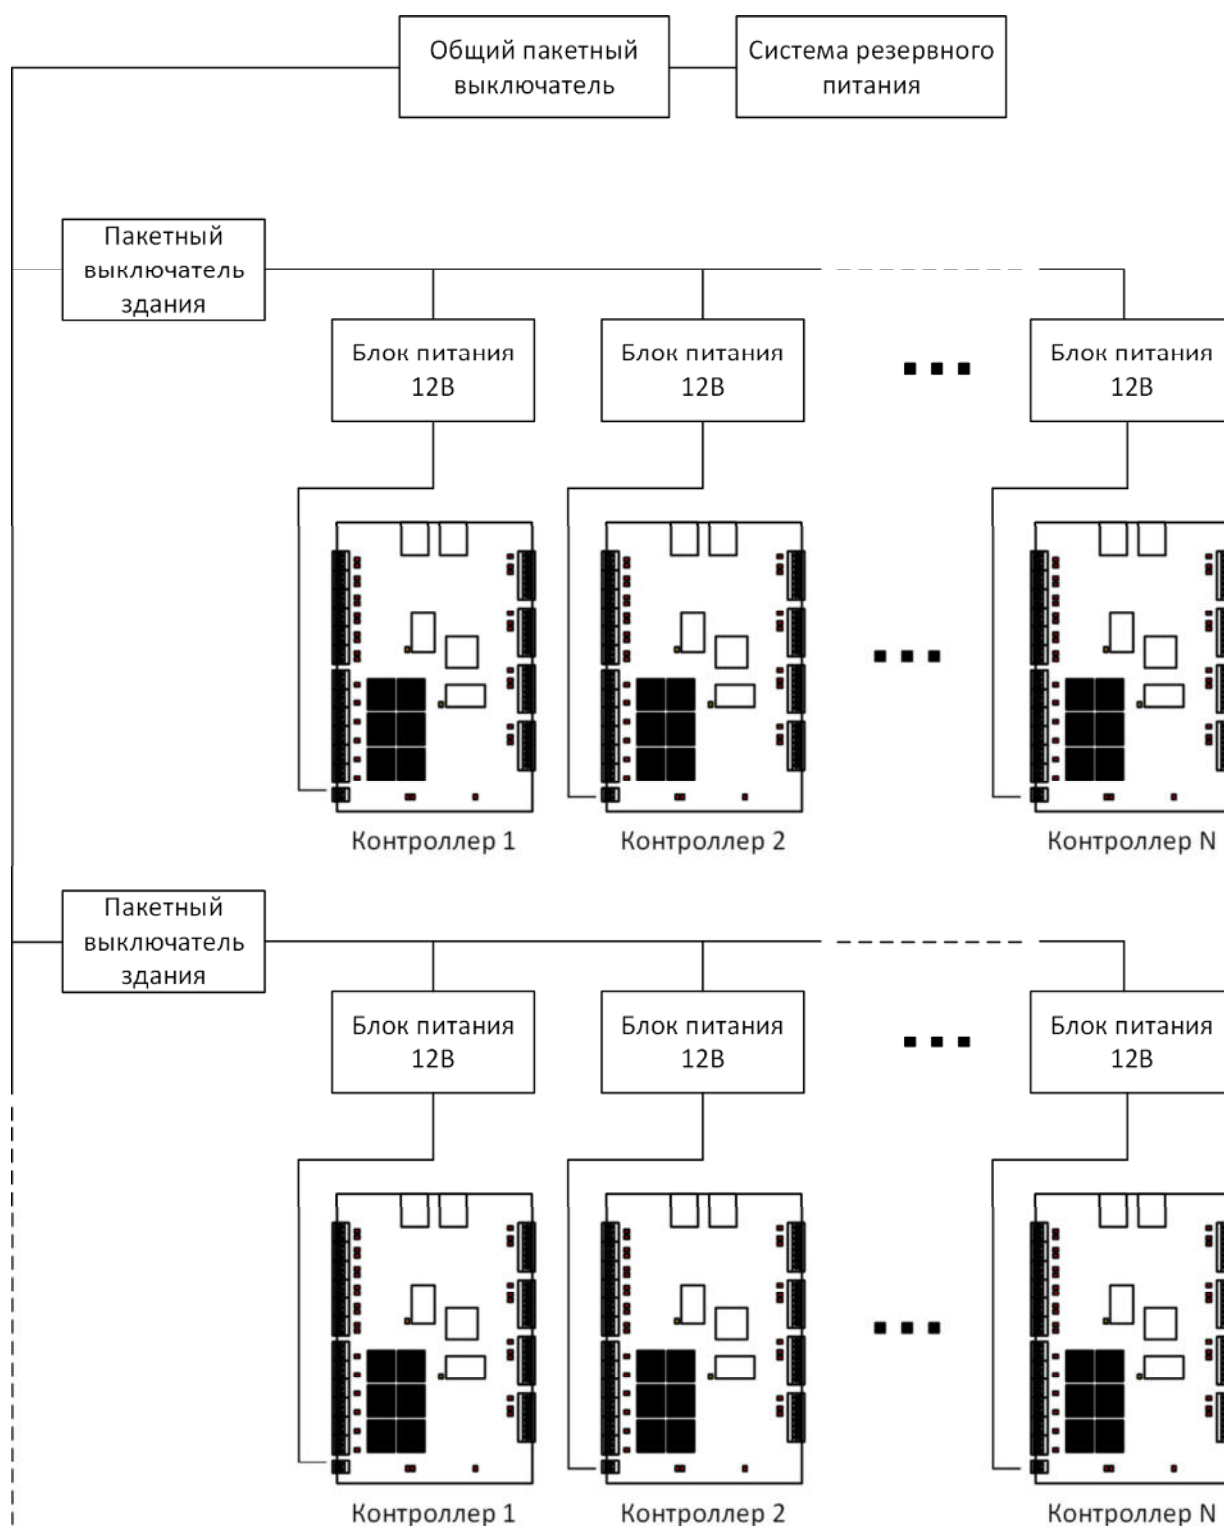 Общий пакетный
выключатель
Система резервного
питания
Пакетный
выключатель
здания
Блок питания
12В
Блок питания
12В
Блок питания
12В
Контроллер 1
Контроллер 2
Контроллер N
Пакетный
выключатель
здания
Блок питания
12В
Блок питания
12В
Блок питания
12В
Контроллер 1
Контроллер 2
Контроллер N